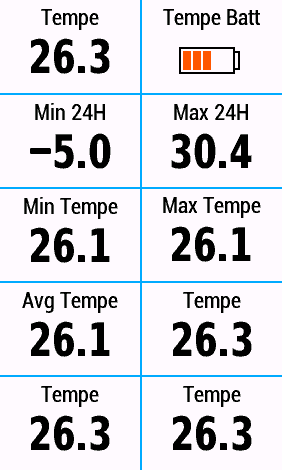 Tempe
Tempe Batt
26.3
Min 24H
Max 24H
−5.0
30.4
Min Tempe
Max Tempe
26.1
26.1
Avg Tempe
Tempe
26.1
26.3
Tempe
Tempe
26.3
26.3